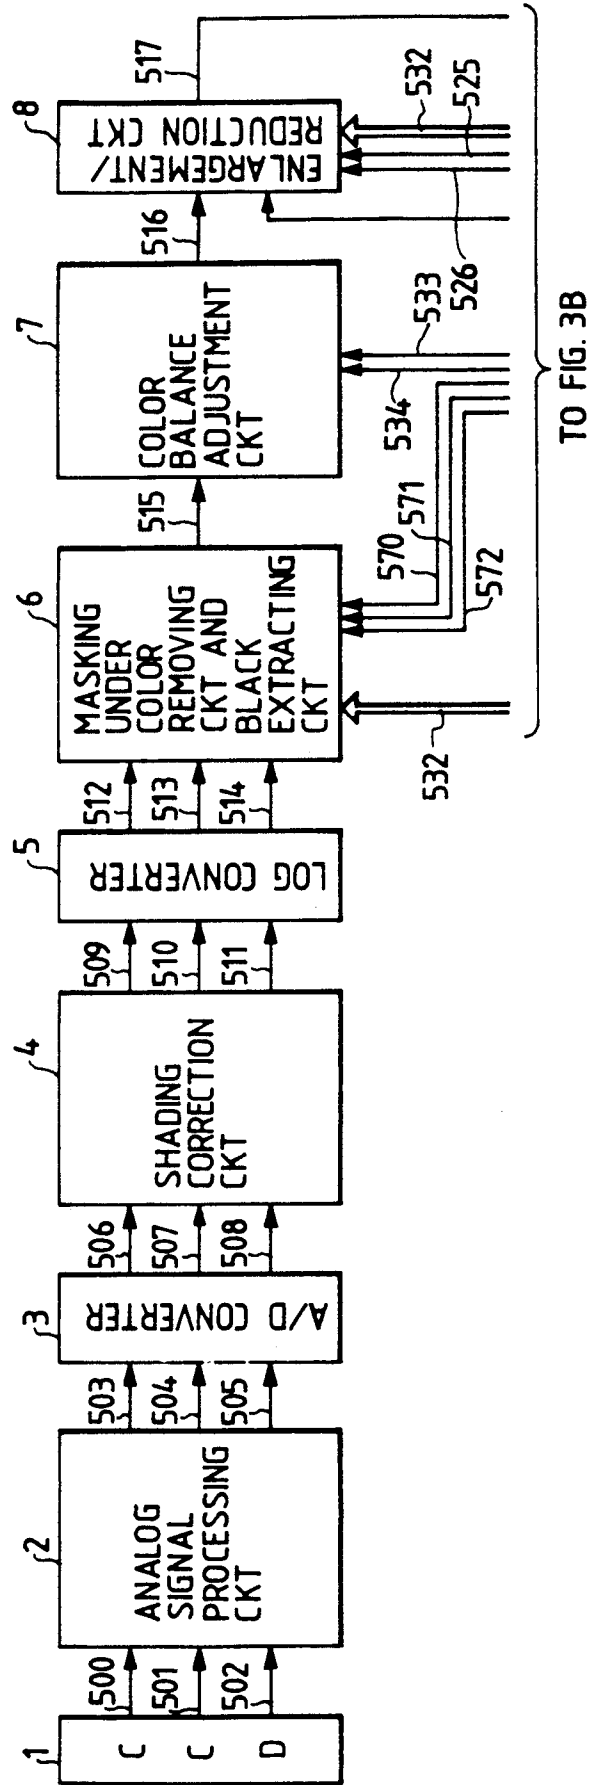 1
C
C
D
500
501
502
2
ANALOG
SIGNAL
PROCESSING
CKT
503
504
505
3
A/D CONVERTER
506
507
508
4
SHADING
CORRECTION
CKT
509
510
511
5
LOG CONVERTER
512
513
514
6
MASKING
UNDER
COLOR
REMOVING
CKT AND
BLACK
EXTRACTING
CKT
515
7
COLOR
BALANCE
ADJUSTMENT
CKT
516
8
ENLARGEMENT/
REDUCTION CKT
517
532
572
570
571
534
533
526
525
532
TO FIG. 3B